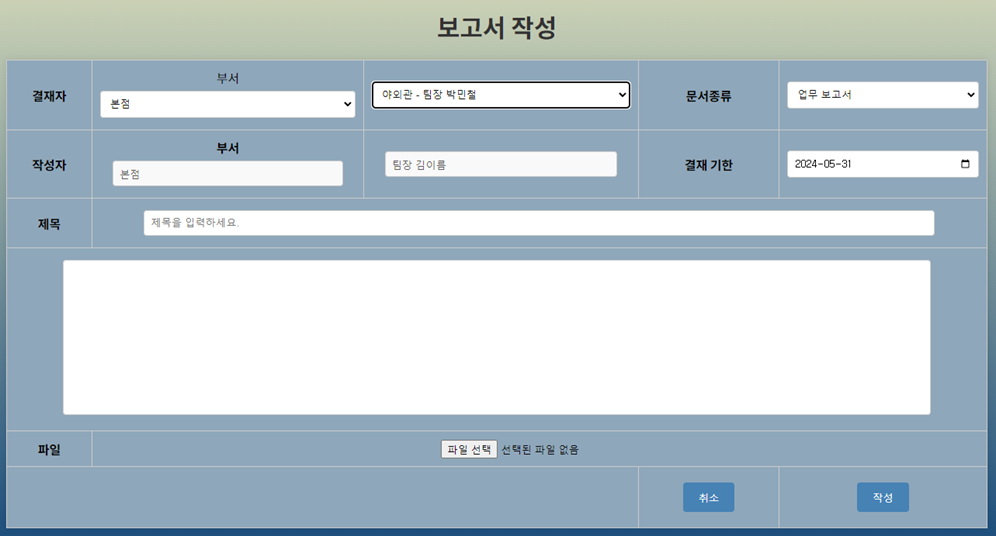 보고서 작성
결재자
부서
본점
야외관 - 팀장 박민철
문서종류
업무 보고서
작성자
부서
본점
팀장 김이름
결재 기한
2024-05-31
제목
제목을 입력하세요.
파일
파일 선택 선택된 파일 없음
취소
작성